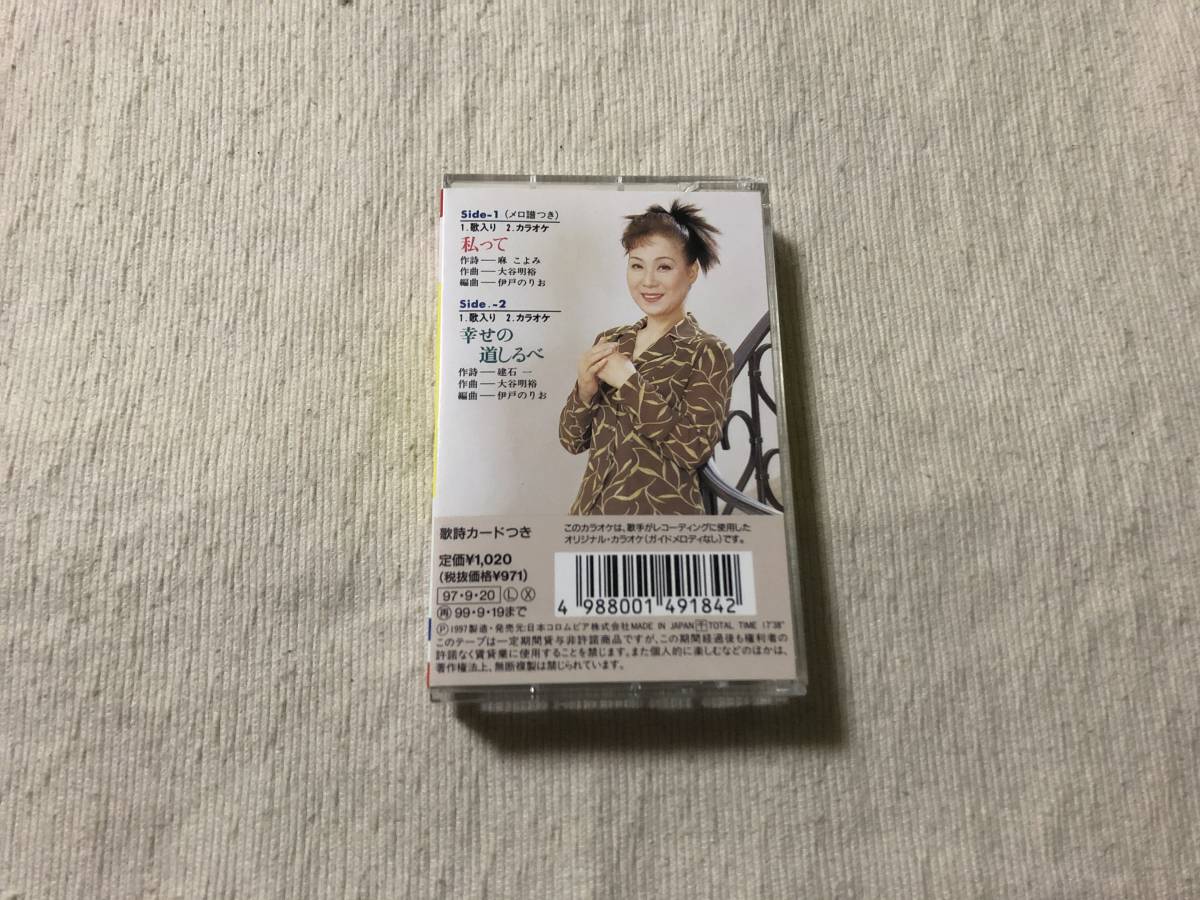 Side-1 (メロ譜つき)
1.歌入り 2.カラオケ
私って
作詩──麻 こよみ
作曲──大谷明裕
編曲──伊戸のりお
Side.-2
1.歌入り 2.カラオケ
幸せの
道しるべ
作詩──建石 一
作曲──大谷明裕
編曲──伊戸のりお
歌詩カードつき
このカラオケは、歌手がレコーディングに使用した
オリジナル・カラオケ(ガイドメロディなし)です。
定価¥1,020
(税抜価格¥971)
97・9・20 Ⓛ Ⓧ
㊢99・9・19まで
4 988001 491842
Ⓟ1997製造・発売元:日本コロムビア株式会社MADE IN JAPAN 〒TOTAL TIME 17'38"
このテープは一定期間貸与非許諾商品ですが、この期間経過後も権利者の
許諾なく賃貸業に使用することを禁じます。また個人的に楽しむなどのほかは、
著作権法上、無断複製は禁じられています。